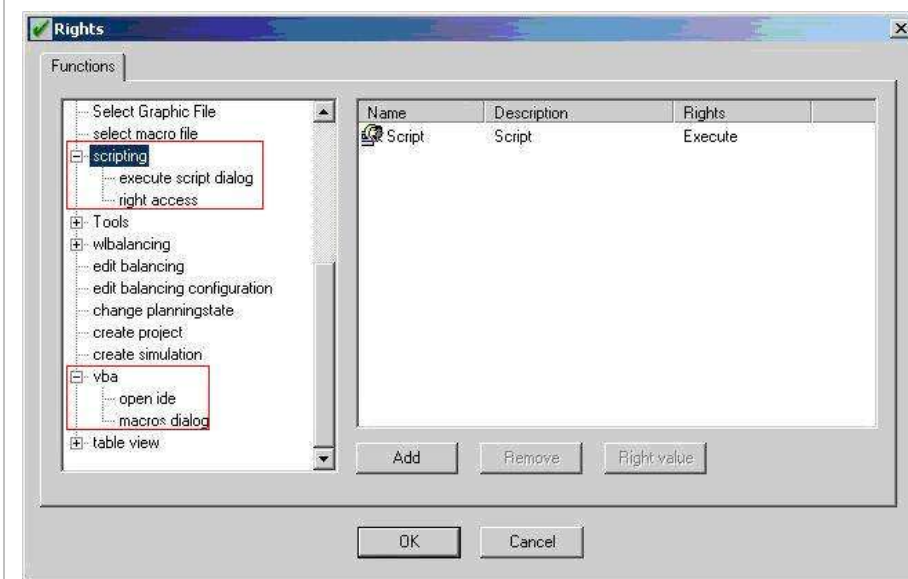 Rights
Functions
Select Graphic File
select macro file
scripting
execute script dialog
right access
Tools
wlbalancing
edit balancing
edit balancing configuration
change planningstate
create project
create simulation
vba
open ide
macros dialog
table view
Name Description Rights
Script Script Execute
Add Remove Right value
OK Cancel